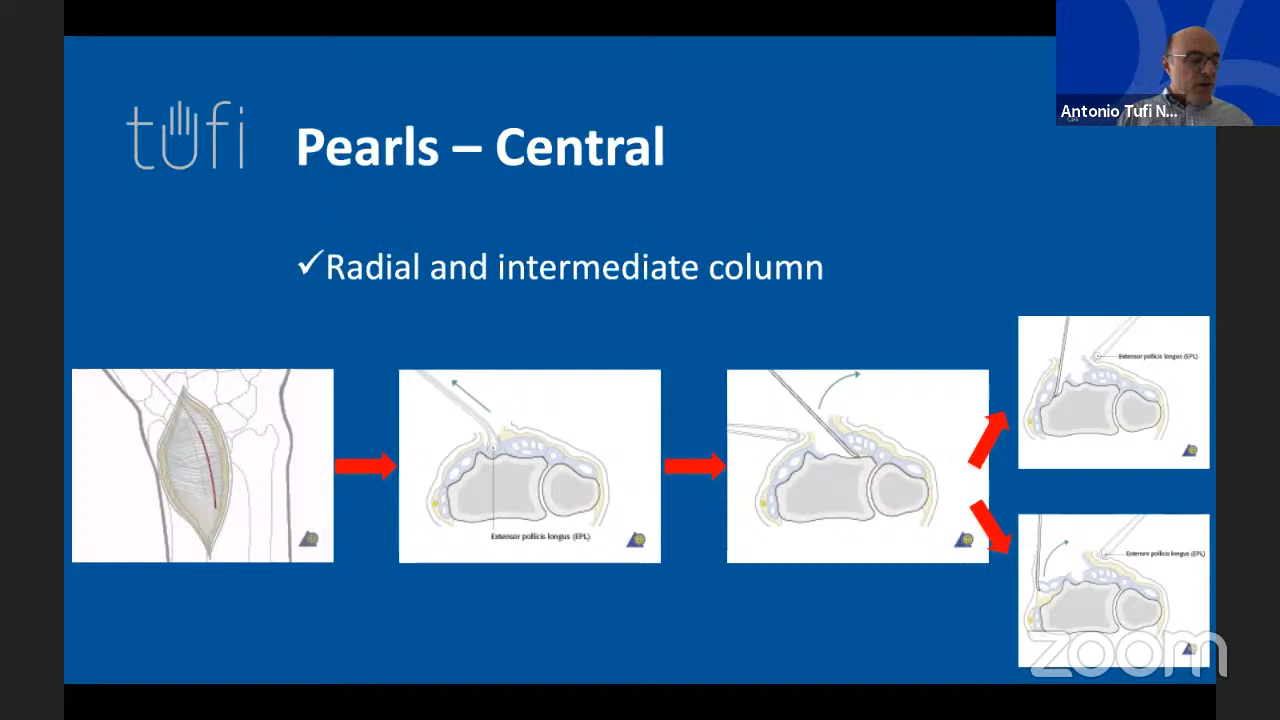 Antonio Tufi N...
tufi
Pearls – Central
✓Radial and intermediate column
Extensor pollicis longus (EPL)
Extensor pollicis longus (EPL)
Extensor pollicis longus (EPL)
zoom